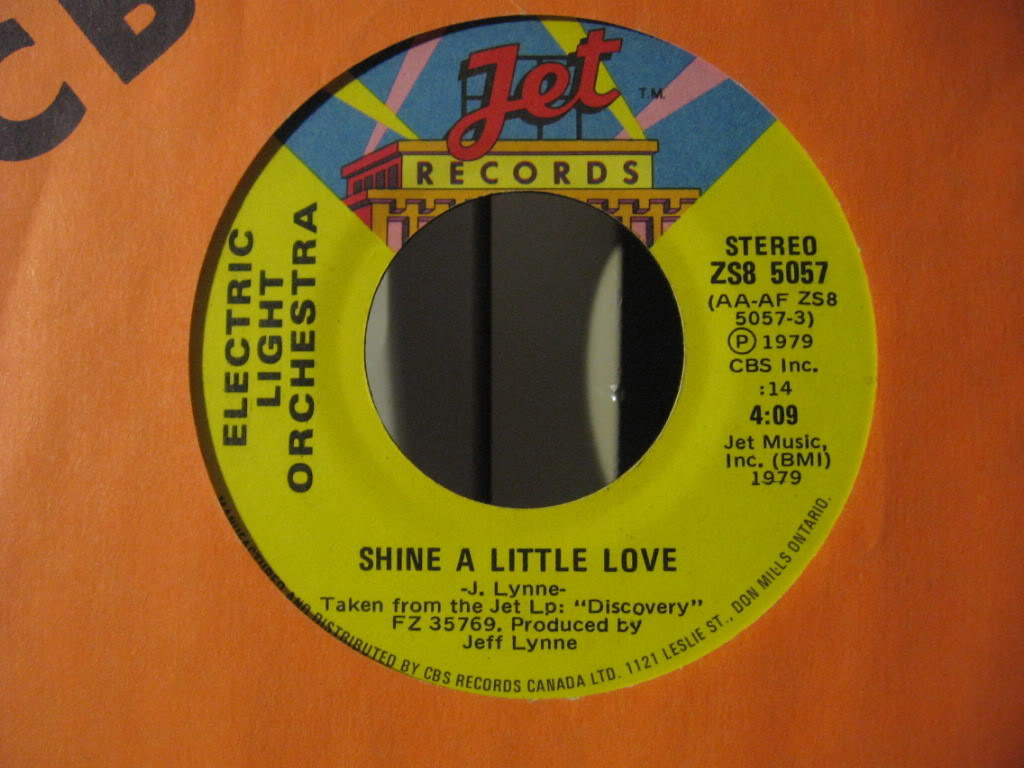 CB
Jet
T.M.
RECORDS
ELECTRIC
LIGHT
ORCHESTRA
STEREO
ZS8 5057
(AA-AF ZS8
5057-3)
Ⓟ 1979
CBS Inc.
:14
4:09
Jet Music,
Inc. (BMI)
1979
SHINE A LITTLE LOVE
-J. Lynne-
Taken from the Jet Lp: "Discovery"
FZ 35769. Produced by
Jeff Lynne
MANUFACTURED AND DISTRIBUTED BY CBS RECORDS CANADA LTD. 1121 LESLIE ST., DON MILLS ONTARIO.